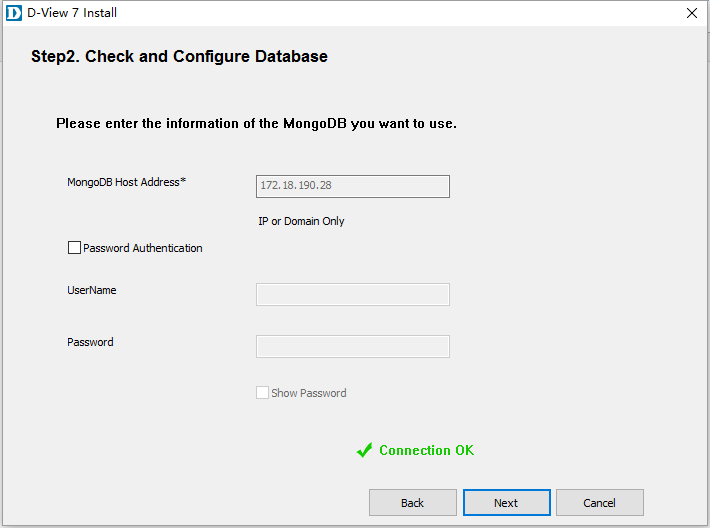 D-View 7 Install
Step2. Check and Configure Database
Please enter the information of the MongoDB you want to use.
MongoDB Host Address*
172.18.190.28
IP or Domain Only
Password Authentication
UserName
Password
Show Password
Connection OK
Back Next Cancel